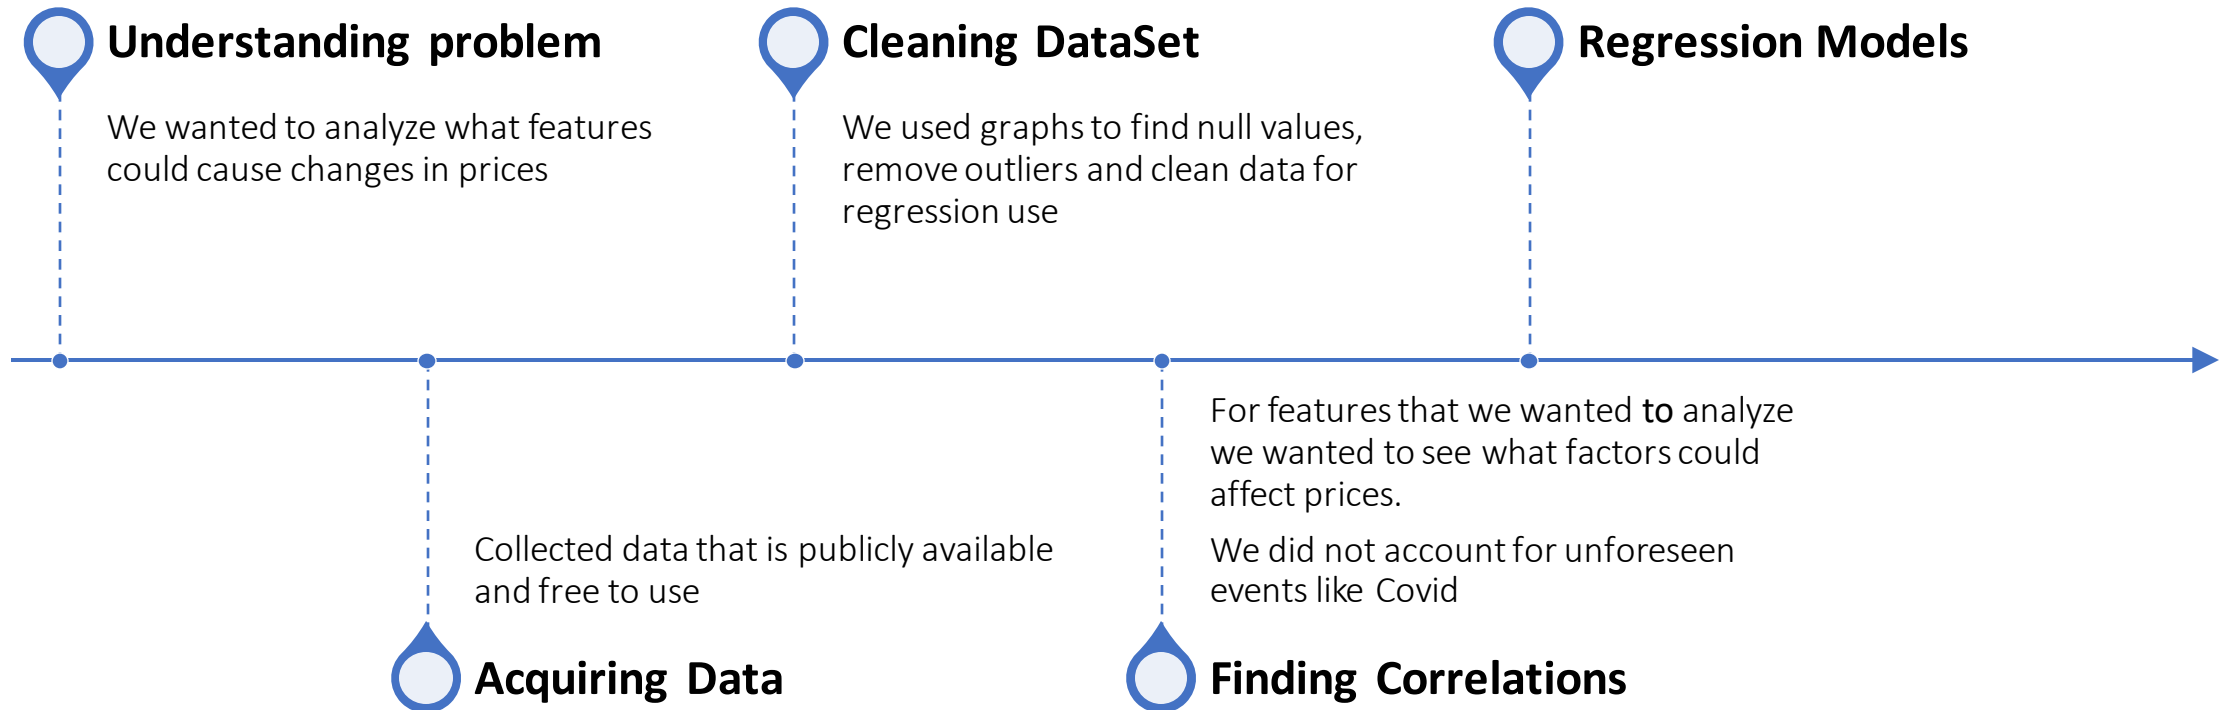 Understanding problem
We wanted to analyze what features
could cause changes in prices
Collected data that is publicly available
and free to use
Acquiring Data
Cleaning DataSet
We used graphs to find null values,
remove outliers and clean data for
regression use
For features that we wanted to analyze
we wanted to see what factors could
affect prices.
We did not account for unforeseen
events like Covid
Finding Correlations
Regression Models